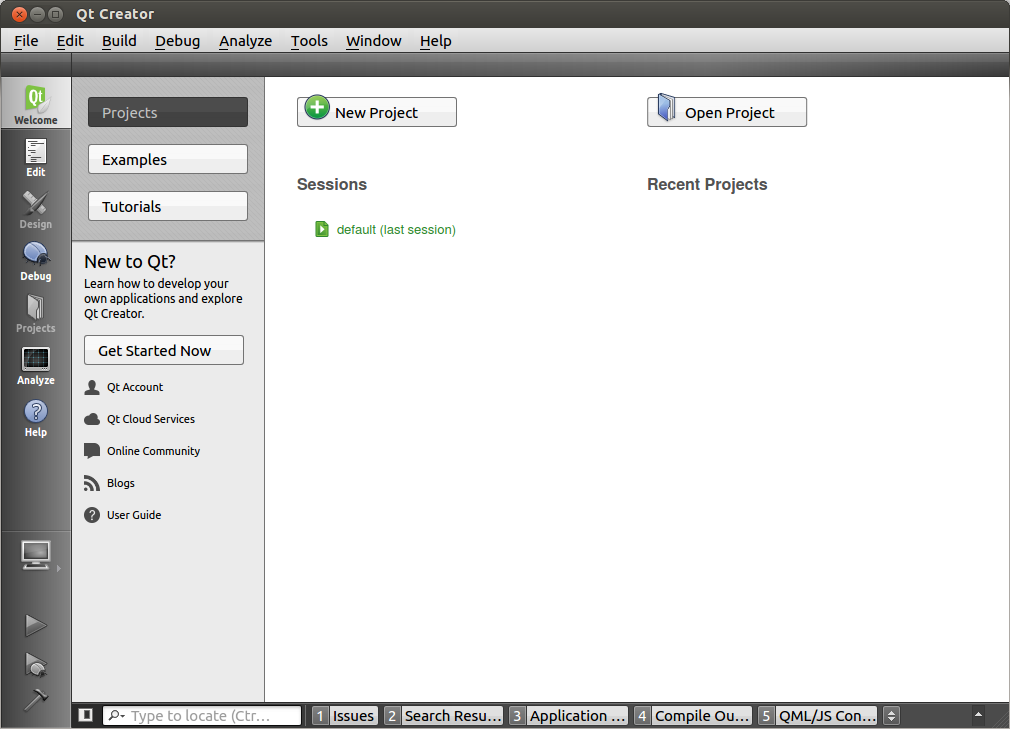 Qt Creator
File Edit Build Debug Analyze Tools Window Help
Qt
Welcome
Edit
Design
Debug
Projects
Analyze
Help
Projects
Examples
Tutorials
New to Qt?
Learn how to develop your
own applications and explore
Qt Creator.
Get Started Now
Qt Account
Qt Cloud Services
Online Community
Blogs
User Guide
New Project
Open Project
Sessions
Recent Projects
default (last session)
Type to locate (Ctr... 1 Issues 2 Search Resu... 3 Application ... 4 Compile Ou... 5 QML/JS Con...